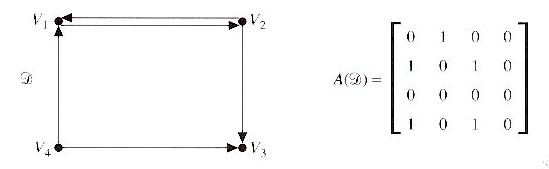 V1 V2
𝒟
V4 V3
A(𝒟) =
0 1 0 0
1 0 1 0
0 0 0 0
1 0 1 0